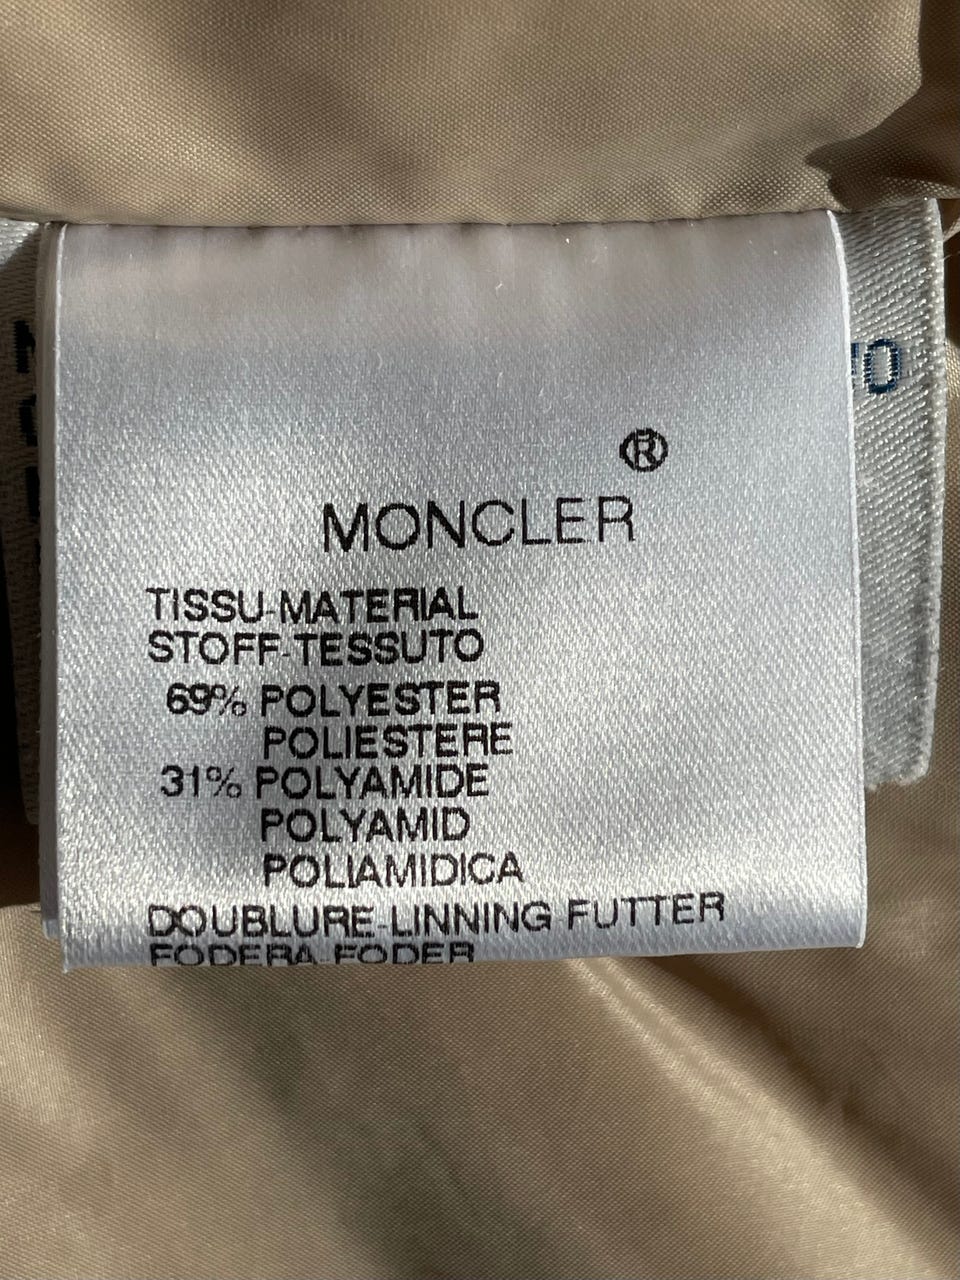 ®
MONCLER
TISSU-MATERIAL
STOFF-TESSUTO
69% POLYESTER
POLIESTERE
31% POLYAMIDE
POLYAMID
POLIAMIDICA
DOUBLURE-LINNING FUTTER
FODERA-FODER